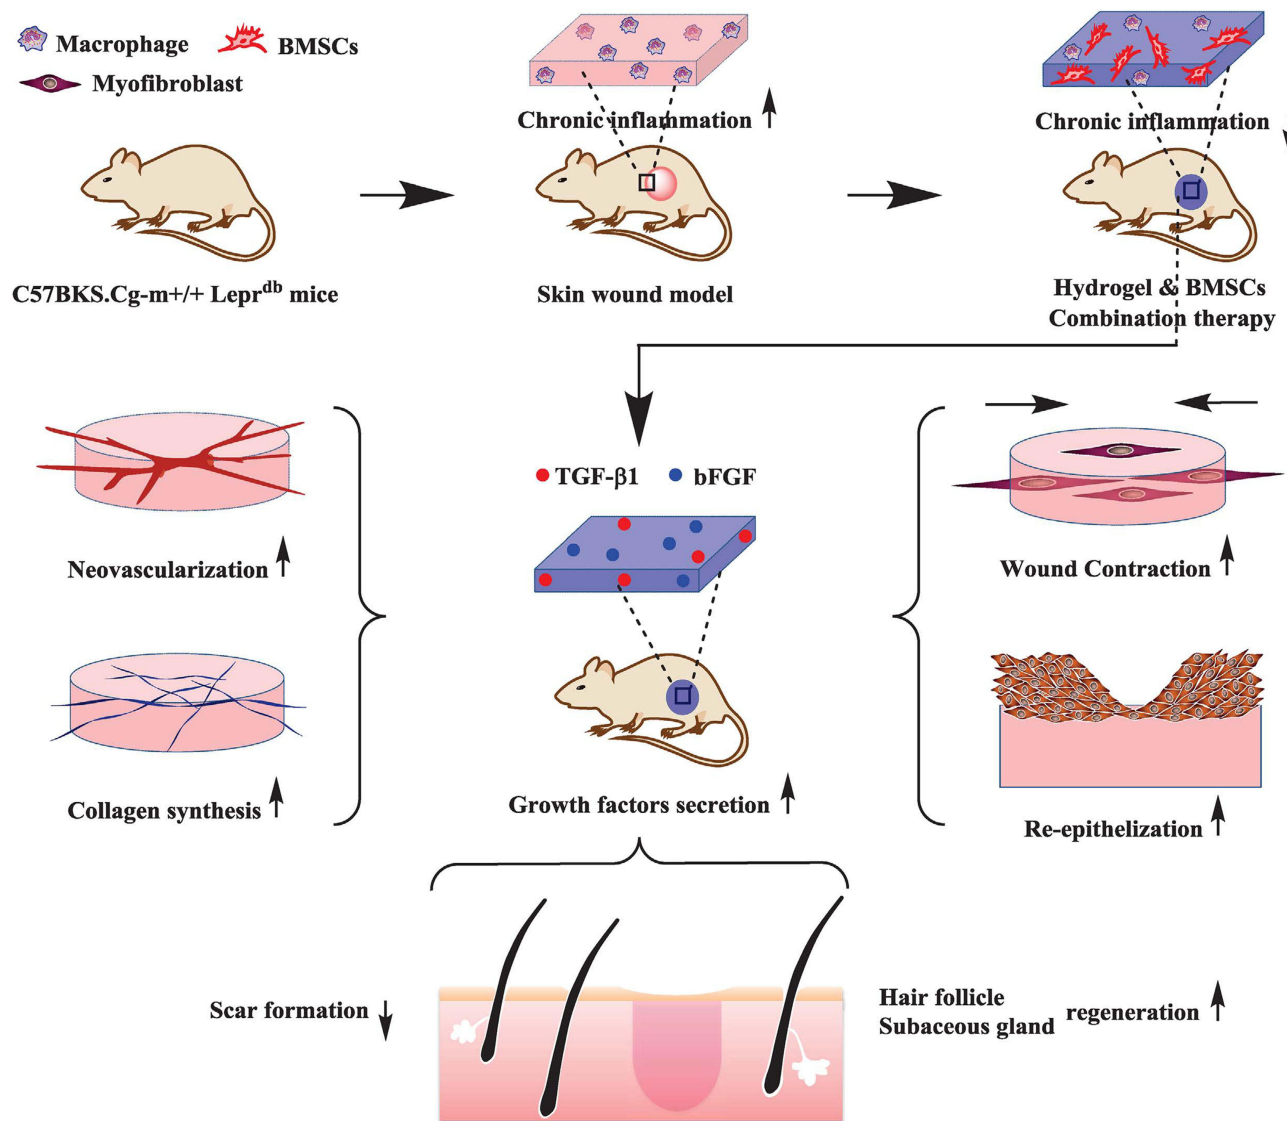 Macrophage
BMSCs
Myofibroblast
Chronic inflammation
Chronic inflammation
C57BKS.Cg-m+/+ Lepr^db mice
Skin wound model
Hydrogel & BMSCs
Combination therapy
TGF-β1
bFGF
Neovascularization
Wound Contraction
Collagen synthesis
Growth factors secretion
Re-epithelization
Scar formation
Hair follicle
Subaceous gland
regeneration